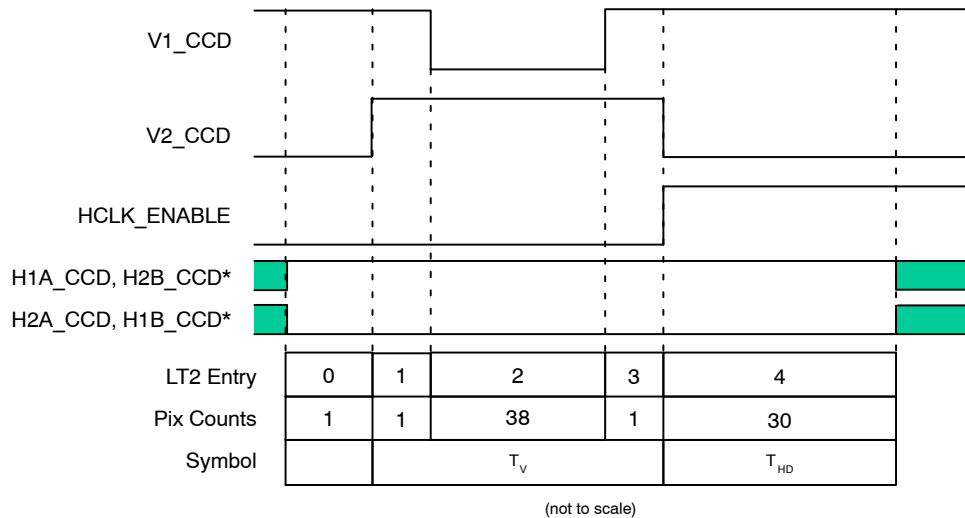 V1_CCD
V2_CCD
HCLK_ENABLE
H1A_CCD, H2B_CCD*
H2A_CCD, H1B_CCD*
LT2 Entry 0 1 2 3 4
Pix Counts 1 1 38 1 30
Symbol TV THD
(not to scale)